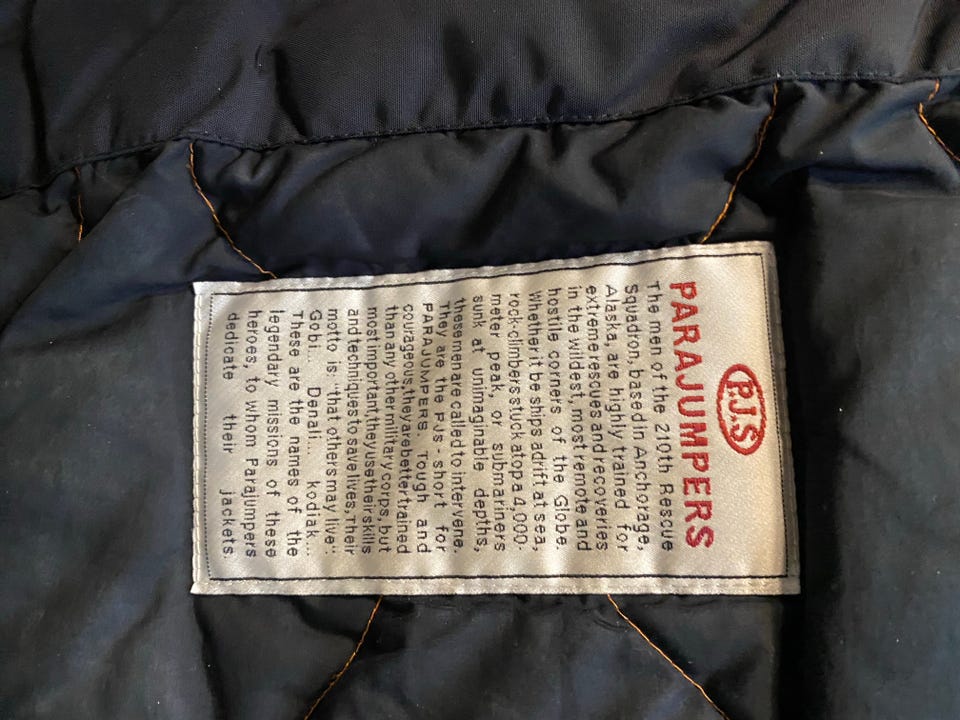 P.J.S
PARAJUMPERS
The men of the 210th Rescue
Squadron, based in Anchorage,
Alaska, are highly trained for
extreme rescues and recoveries
in the wildest, most remote and
hostile corners of the Globe.
Whether it be ships adrift at sea,
rock-climbers stuck atop a 4,000-
meter peak, or submariners
sunk at unimaginable depths,
these men are called to intervene.
They are the PJS - short for
PARAJUMPERS. Tough and
courageous, they are better trained
than any other military corps, but
most important, they use their skills
and techniques to save lives. Their
motto is: "that others may live".
Gobi... Denali... Kodiak...
These are the names of the
legendary missions of these
heroes, to whom Parajumpers
dedicate their jackets.